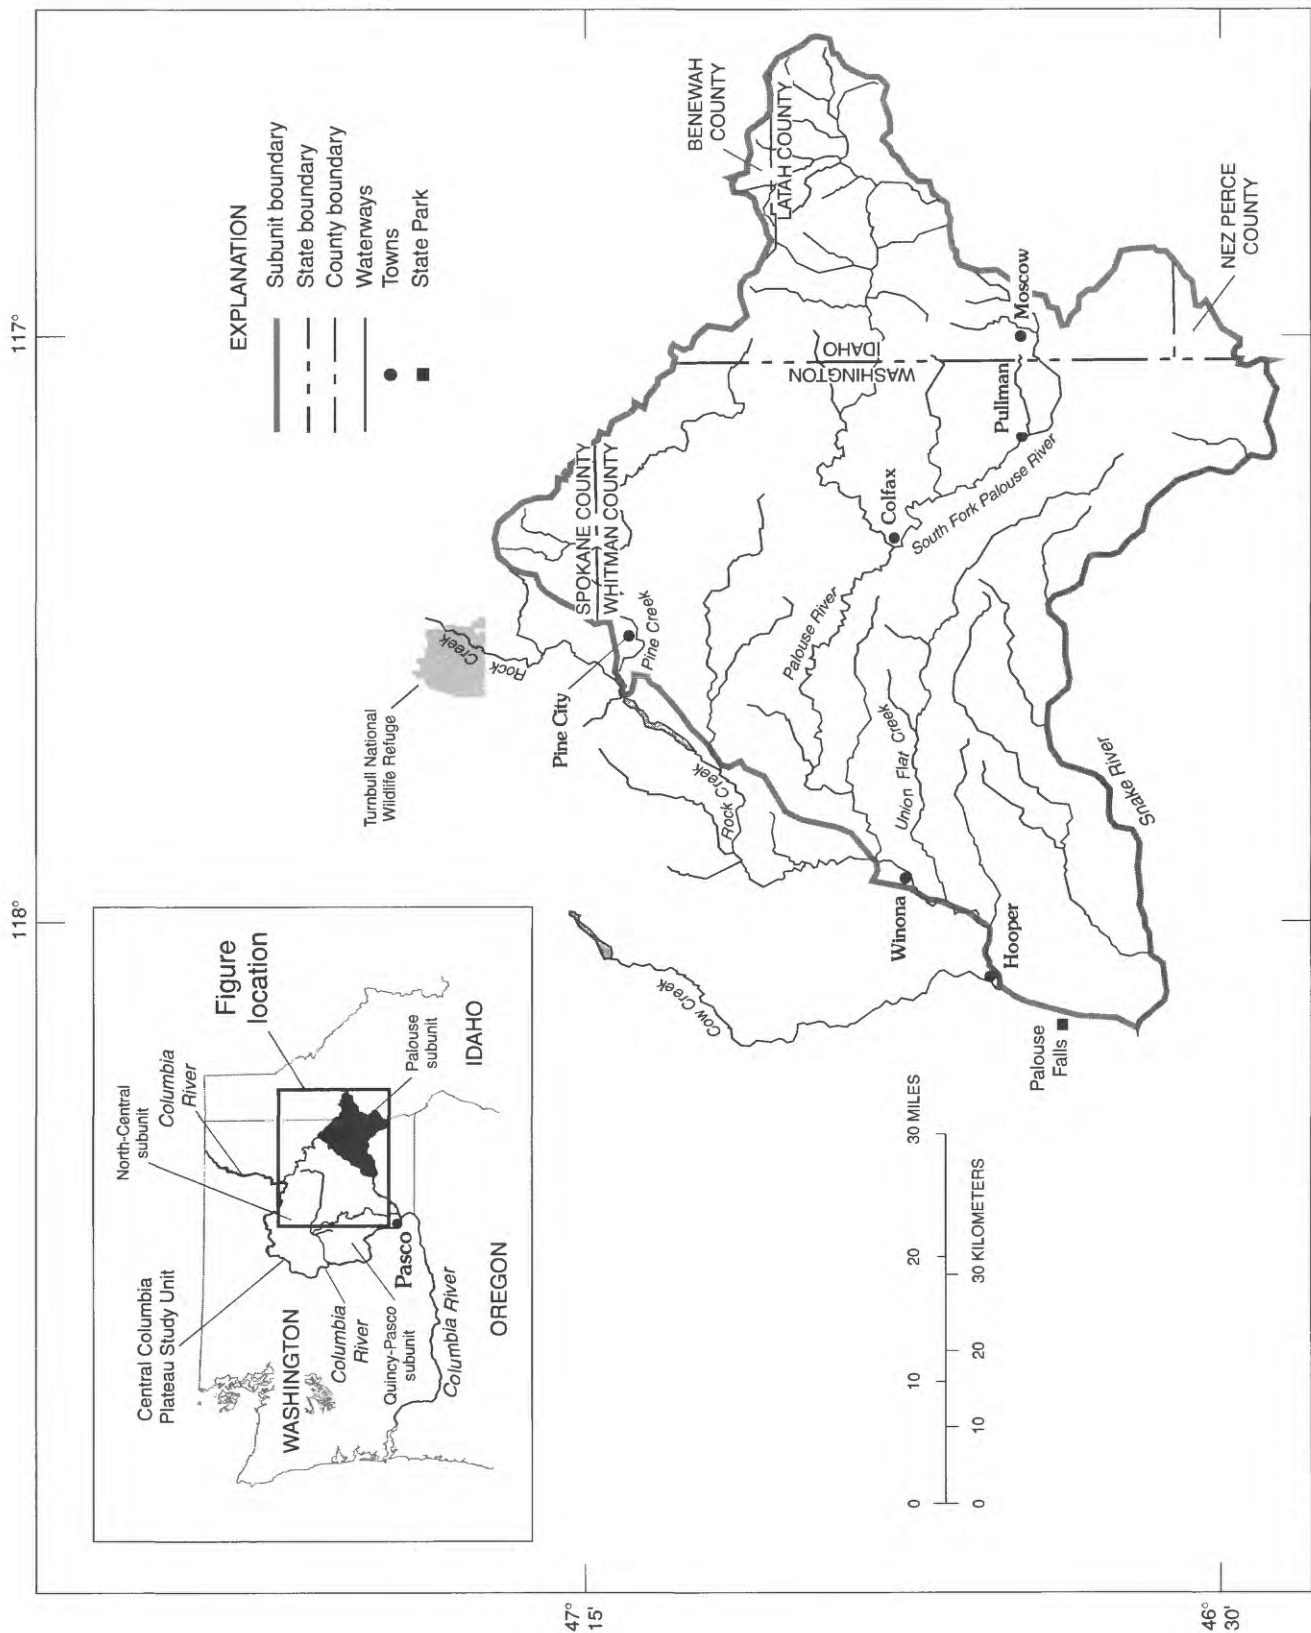 118°
117°
47°
15'
46°
30'
EXPLANATION
Subunit boundary
State boundary
County boundary
Waterways
Towns
State Park
Central Columbia
Plateau Study Unit
North-Central
subunit
Columbia
River
Figure
location
WASHINGTON
Columbia
River
Quincy-Pasco
subunit
Pasco
Columbia River
OREGON
IDAHO
Palouse
subunit
Turnbull National
Wildlife Refuge
Rock
Creek
Pine City
Pine Creek
SPOKANE COUNTY
WHITMAN COUNTY
BENEWAH
COUNTY
LATAH COUNTY
NEZ PERCE
COUNTY
WASHINGTON
IDAHO
Moscow
Pullman
Colfax
South Fork Palouse River
Palouse River
Union Flat Creek
Rock Creek
Cow Creek
Winona
Hooper
Palouse
Falls
Snake River
0
10
20
30 MILES
0
10
20
30 KILOMETERS